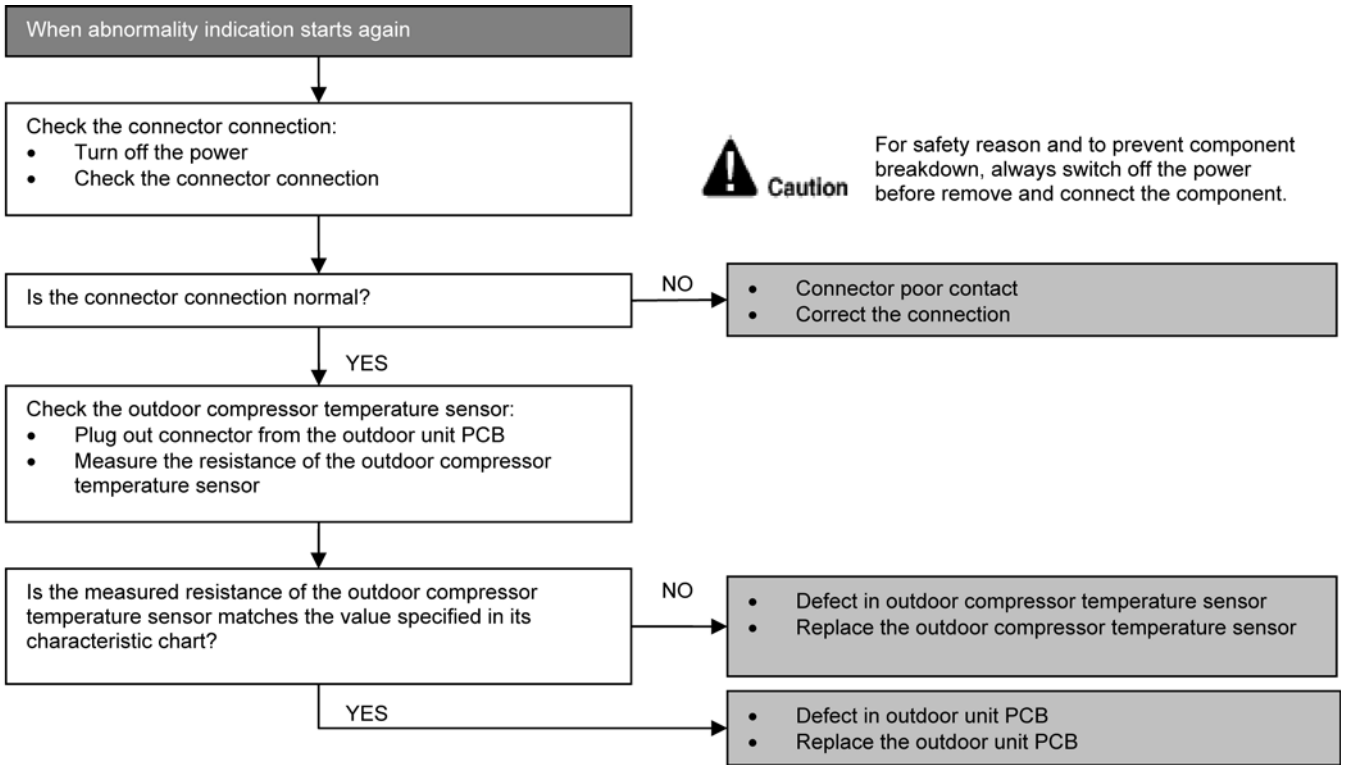 When abnormality indication starts again
Check the connector connection:
• Turn off the power
• Check the connector connection
Caution
For safety reason and to prevent component
breakdown, always switch off the power
before remove and connect the component.
Is the connector connection normal?
NO
• Connector poor contact
• Correct the connection
YES
Check the outdoor compressor temperature sensor:
• Plug out connector from the outdoor unit PCB
• Measure the resistance of the outdoor compressor
temperature sensor
Is the measured resistance of the outdoor compressor
temperature sensor matches the value specified in its
characteristic chart?
NO
• Defect in outdoor compressor temperature sensor
• Replace the outdoor compressor temperature sensor
YES
• Defect in outdoor unit PCB
• Replace the outdoor unit PCB